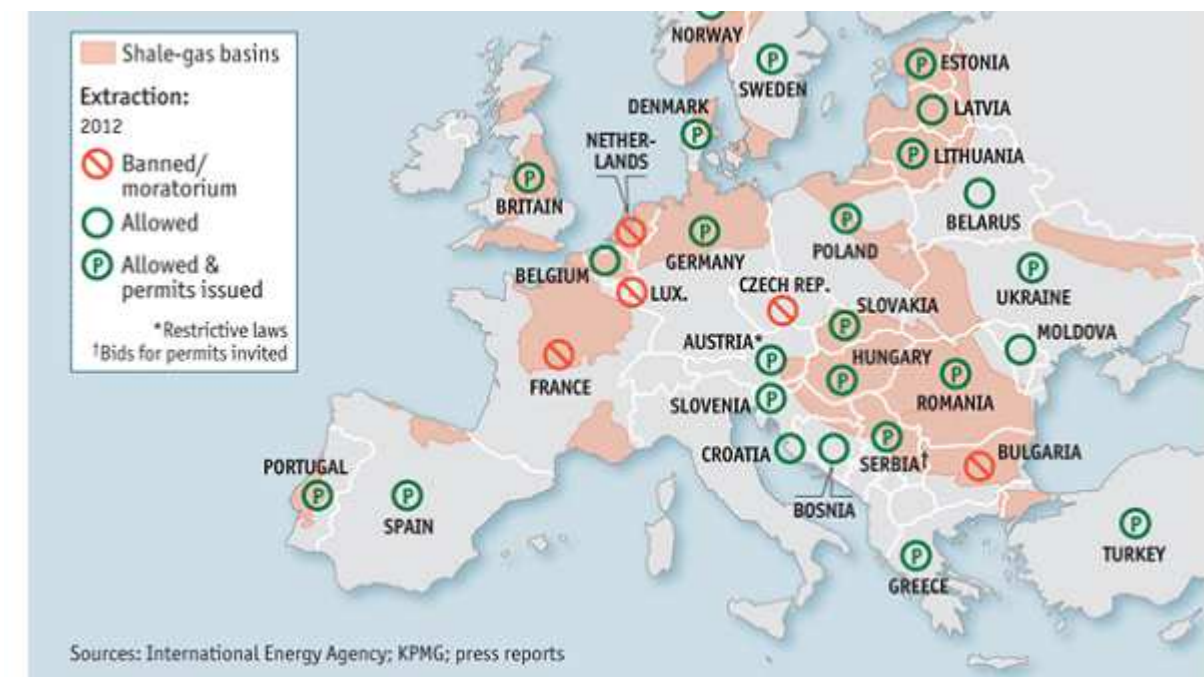 Shale-gas basins
Extraction:
2012
Banned/
moratorium
Allowed
P Allowed &
permits issued
*Restrictive laws
†Bids for permits invited
NORWAY
P
SWEDEN
P ESTONIA
LATVIA
P LITHUANIA
DENMARK
P
NETHER-
LANDS
P
BRITAIN
BELGIUM
LUX.
P
GERMANY
P
POLAND
BELARUS
CZECH REP.
SLOVAKIA
P
P
UKRAINE
MOLDOVA
AUSTRIA*
P
HUNGARY
P
P
ROMANIA
FRANCE
SLOVENIA P
CROATIA
BOSNIA
P
SERBIA†
BULGARIA
PORTUGAL
P
P
SPAIN
P
GREECE
P
TURKEY
Sources: International Energy Agency; KPMG; press reports